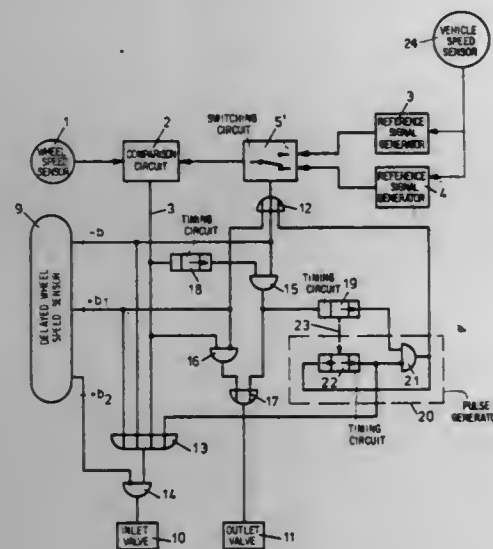 VEHICLE
SPEED
SENSOR
24
1
2
SWITCHING
CIRCUIT
5'
3
WHEEL
SPEED
SENSOR
COMPARISON
CIRCUIT
REFERENCE
SIGNAL
GENERATOR
REFERENCE
SIGNAL
GENERATOR
4
9
3
12
-b
TIMING
CIRCUIT
18
15
TIMING
CIRCUIT
19
DELAYED WHEEL
SPEED SENSOR
+b1
23
16
22
21
17
20
PULSE
GENERATOR
+b2
TIMING
CIRCUIT
13
14
INLET
VALVE
10
OUTLET
VALVE
11